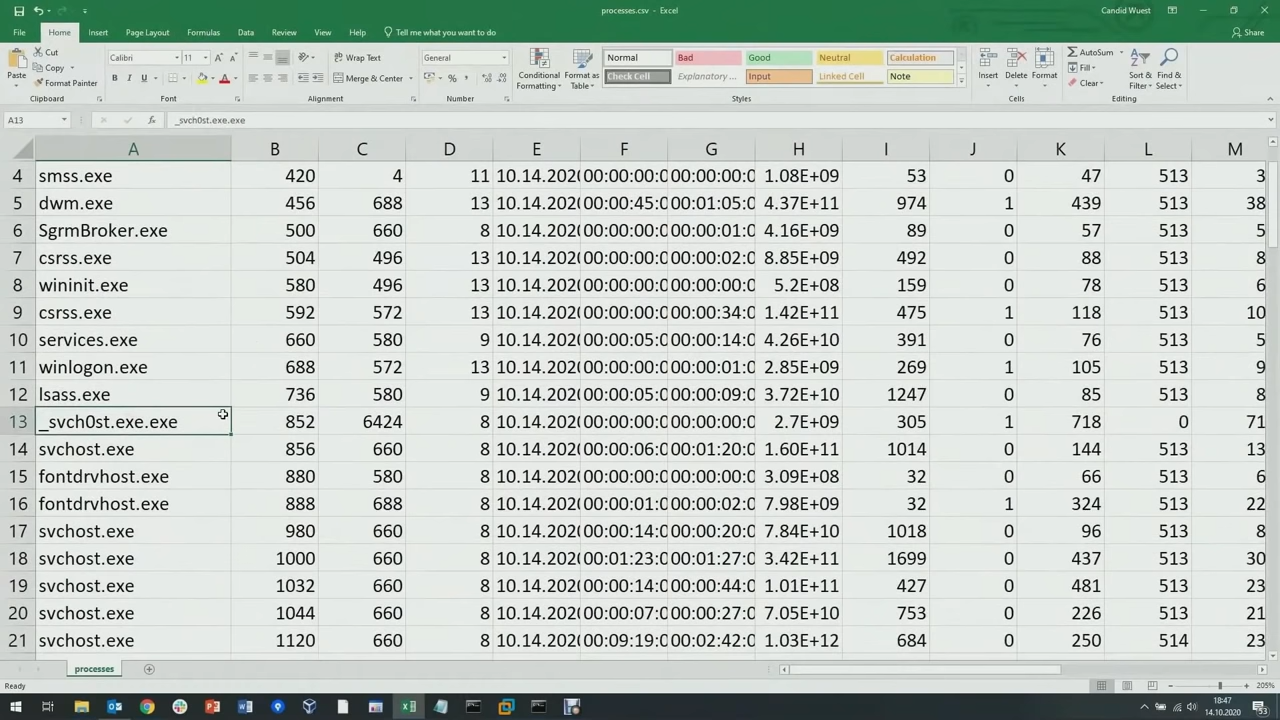 processes.csv - Excel
Candid Wuest
File Home Insert Page Layout Formulas Data Review View Help Tell me what you want to do Share
Paste
Cut
Copy
Format Painter
Clipboard
Calibri 11
B I U
Font
Wrap Text
Merge & Center
Alignment
General
Number
Conditional Formatting
Format as Table
Normal Bad Good Neutral Calculation
Check Cell Explanatory ... Input Linked Cell Note
Styles
Insert Delete Format
Cells
AutoSum
Fill
Clear
Sort & Filter
Find & Select
Editing
A13 fx _svch0st.exe.exe
A B C D E F G H I J K L M
4 smss.exe 420 4 11 10.14.202 00:00:00:0 00:00:00:0 1.08E+09 53 0 47 513 3
5 dwm.exe 456 688 13 10.14.202 00:00:45:0 00:01:05:0 4.37E+11 974 1 439 513 38
6 SgrmBroker.exe 500 660 8 10.14.202 00:00:00:0 00:00:01:0 4.16E+09 89 0 57 513 5
7 csrss.exe 504 496 13 10.14.202 00:00:00:0 00:00:02:0 8.85E+09 492 0 88 513 8
8 wininit.exe 580 496 13 10.14.202 00:00:00:0 00:00:00:0 5.2E+08 159 0 78 513 6
9 csrss.exe 592 572 13 10.14.202 00:00:00:0 00:00:34:0 1.42E+11 475 1 118 513 10
10 services.exe 660 580 9 10.14.202 00:00:05:0 00:00:14:0 4.26E+10 391 0 76 513 5
11 winlogon.exe 688 572 13 10.14.202 00:00:00:0 00:00:01:0 2.85E+09 269 1 105 513 9
12 lsass.exe 736 580 9 10.14.202 00:00:05:0 00:00:09:0 3.72E+10 1247 0 85 513 8
13 _svch0st.exe.exe 852 6424 8 10.14.202 00:00:00:0 00:00:00:0 2.7E+09 305 1 718 0 71
14 svchost.exe 856 660 8 10.14.202 00:00:06:0 00:01:20:0 1.60E+11 1014 0 144 513 13
15 fontdrvhost.exe 880 580 8 10.14.202 00:00:00:0 00:00:00:0 3.09E+08 32 0 66 513 6
16 fontdrvhost.exe 888 688 8 10.14.202 00:00:01:0 00:00:02:0 7.98E+09 32 1 324 513 22
17 svchost.exe 980 660 8 10.14.202 00:00:14:0 00:00:20:0 7.84E+10 1018 0 96 513 8
18 svchost.exe 1000 660 8 10.14.202 00:01:23:0 00:01:27:0 3.42E+11 1699 0 437 513 30
19 svchost.exe 1032 660 8 10.14.202 00:00:14:0 00:00:44:0 1.01E+11 427 0 481 513 23
20 svchost.exe 1044 660 8 10.14.202 00:00:07:0 00:00:27:0 7.05E+10 753 0 226 513 21
21 svchost.exe 1120 660 8 10.14.202 00:09:19:0 00:02:42:0 1.03E+12 684 0 250 514 23
processes
Ready
205%
18:47
14.10.2020
53